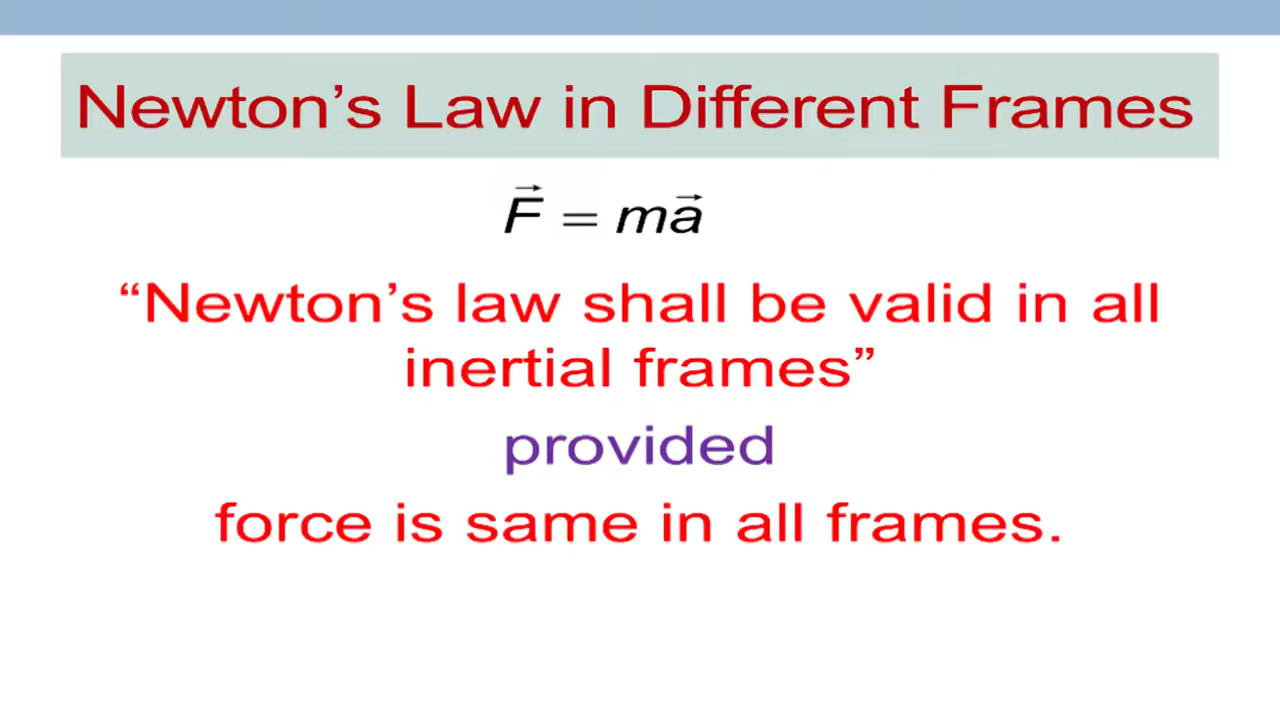 Newton’s Law in Different Frames
F⃗ = ma⃗
“Newton’s law shall be valid in all
inertial frames”
provided
force is same in all frames.